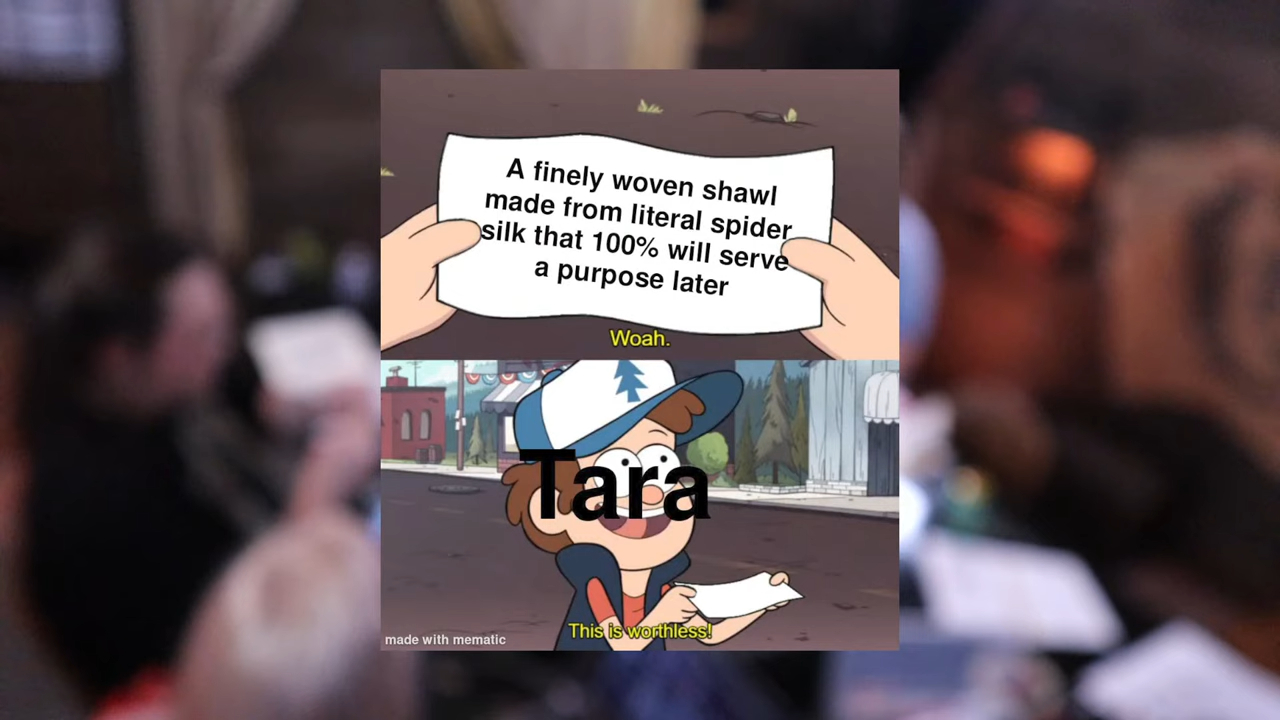 A finely woven shawl
made from literal spider
silk that 100% will serve
a purpose later
Woah.
Tara
This is worthless!
made with mematic